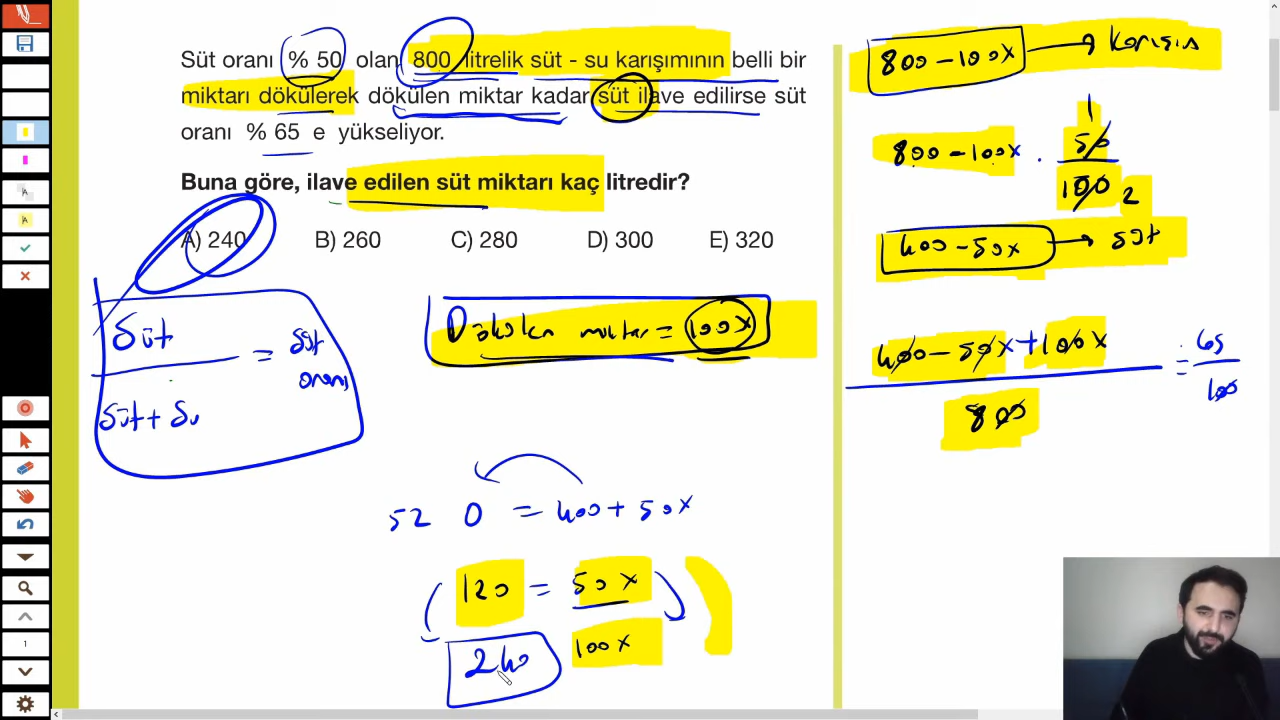 Süt oranı % 50 olan 800 litrelik süt - su karışımının belli bir
miktarı dökülerek dökülen miktar kadar süt ilave edilirse süt
oranı % 65 e yükseliyor.
Buna göre, ilave edilen süt miktarı kaç litredir?
A) 240 B) 260 C) 280 D) 300 E) 320
Süt
Süt + Su
= Süt oranı
Dökülen miktar = 100x
520 = 400 + 50x
120 = 50x
240 100x
800 - 100x → karışım
1
800 - 100x . 50
100 2
400 - 50x → süt
400 - 50x + 100x = 65
800 100
1